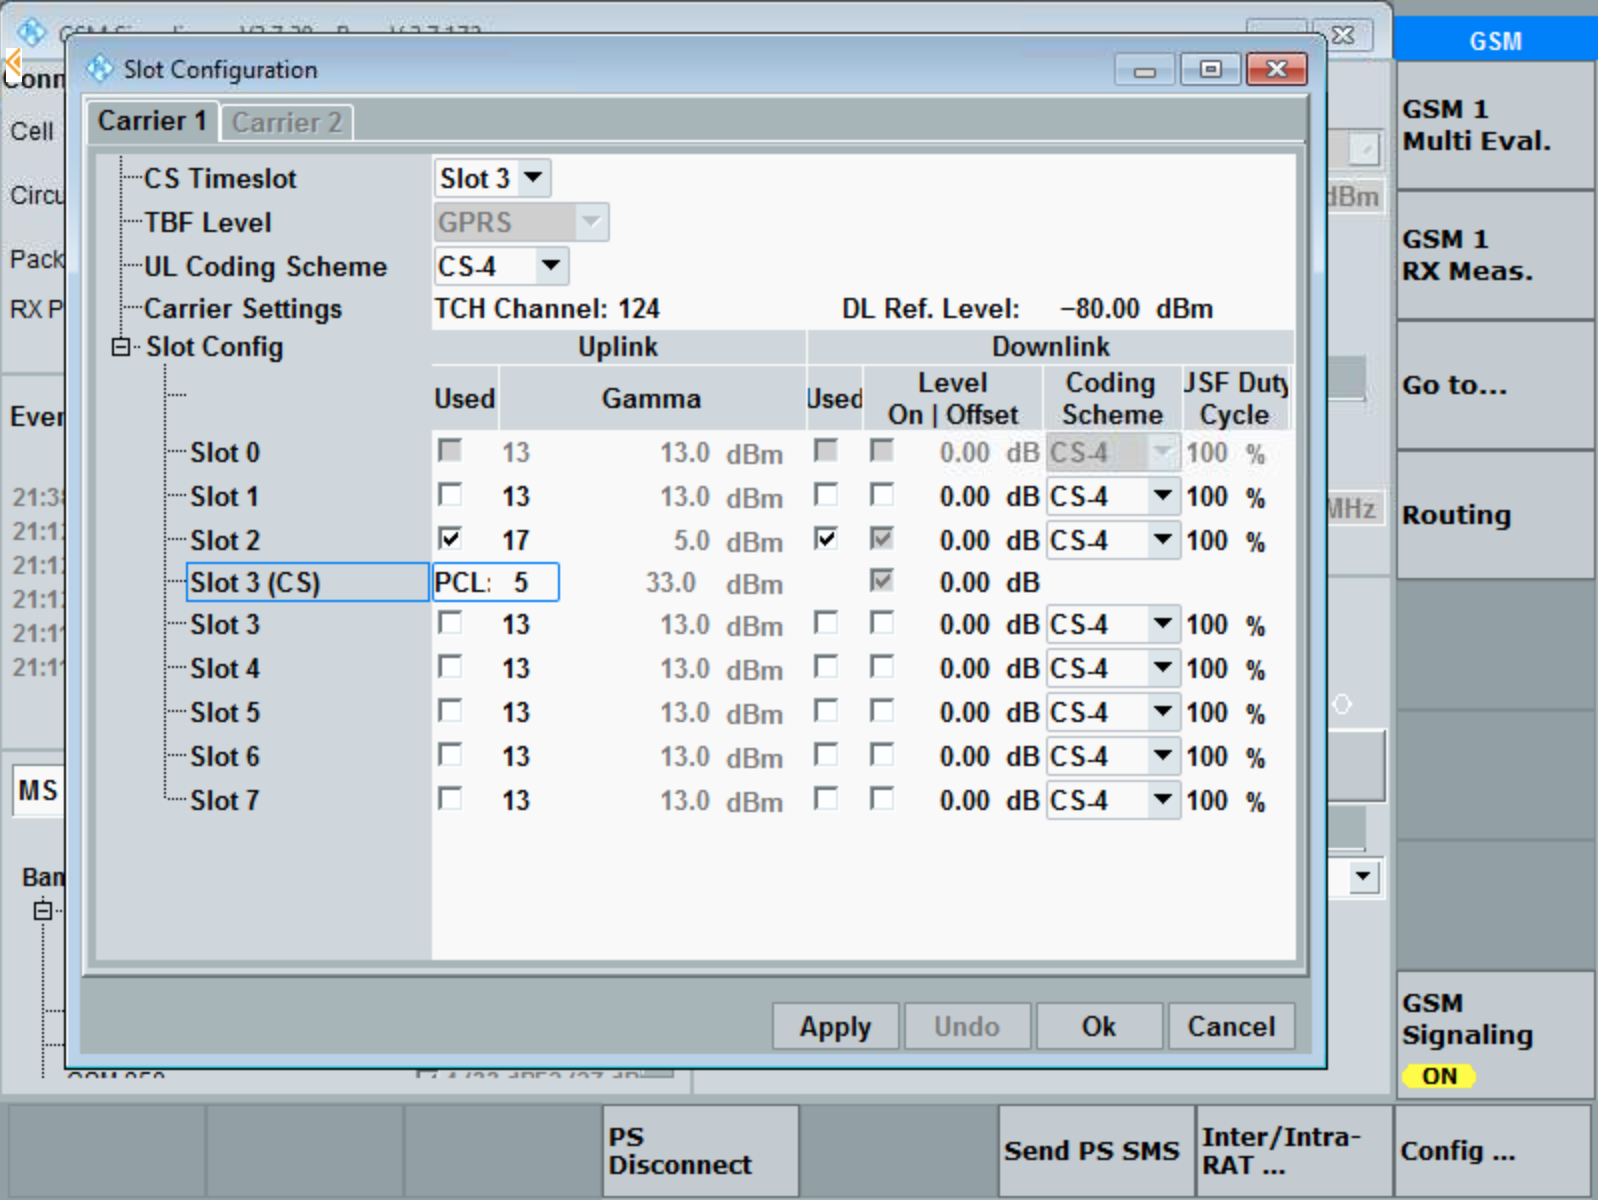 GSM
Slot Configuration
Conn
Carrier 1
Carrier 2
GSM 1
Multi Eval.
Cell
CS Timeslot
Slot 3
Circu
dBm
TBF Level
GPRS
GSM 1
RX Meas.
Pack
UL Coding Scheme
CS-4
RX P
Carrier Settings
TCH Channel: 124
DL Ref. Level: −80.00 dBm
Slot Config
Uplink
Downlink
Used
Gamma
Used
Level
On | Offset
Coding
Scheme
JSF Duty
Cycle
Go to...
Even
Slot 0 13 13.0 dBm 0.00 dB CS-4 100 %
21:38
Slot 1 13 13.0 dBm 0.00 dB CS-4 100 %
MHz
Routing
21:1
Slot 2 17 5.0 dBm 0.00 dB CS-4 100 %
21:1
Slot 3 (CS) PCL: 5 33.0 dBm 0.00 dB
21:1
Slot 3 13 13.0 dBm 0.00 dB CS-4 100 %
21:1
Slot 4 13 13.0 dBm 0.00 dB CS-4 100 %
21:1
Slot 5 13 13.0 dBm 0.00 dB CS-4 100 %
Slot 6 13 13.0 dBm 0.00 dB CS-4 100 %
MS
Slot 7 13 13.0 dBm 0.00 dB CS-4 100 %
Ban
Apply
Undo
Ok
Cancel
GSM
Signaling
ON
PS
Disconnect
Send PS SMS
Inter/Intra-
RAT ...
Config ...